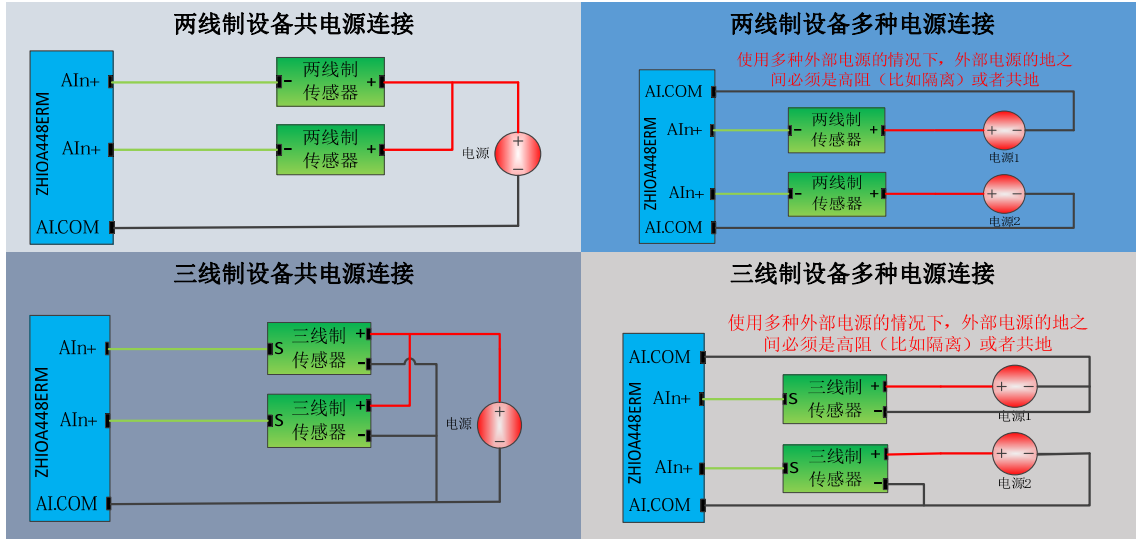 两线制设备共电源连接
ZHIOA448ERM
AIn+
- 两线制 +
传感器
AIn+
- 两线制 +
传感器
电源
+
-
AI.COM
两线制设备多种电源连接
使用多种外部电源的情况下，外部电源的地之
间必须是高阻（比如隔离）或者共地
ZHIOA448ERM
AI.COM
AIn+
- 两线制 +
传感器
+ -
电源1
AIn+
- 两线制 +
传感器
+ -
电源2
AI.COM
三线制设备共电源连接
ZHIOA448ERM
AIn+
三线制 +
S 传感器 -
AIn+
三线制 +
S 传感器 -
电源
+
-
AI.COM
三线制设备多种电源连接
使用多种外部电源的情况下，外部电源的地之
间必须是高阻（比如隔离）或者共地
ZHIOA448ERM
AI.COM
AIn+
三线制 +
S 传感器 -
+ -
电源1
AIn+
三线制 +
S 传感器 -
+ -
电源2
AI.COM